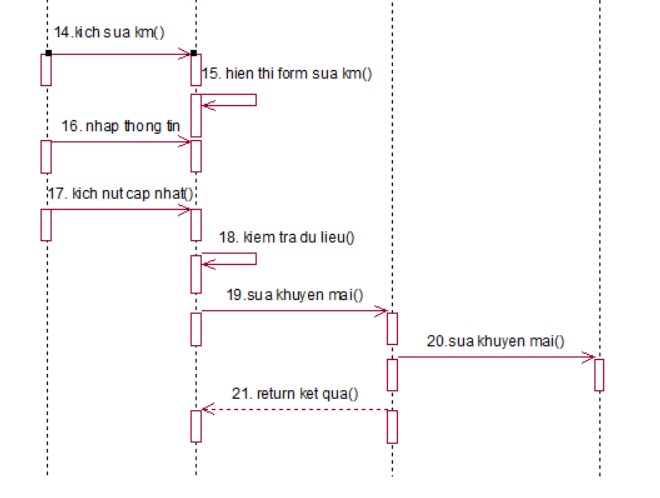 14.kich sua km()
15. hien thi form sua km()
16. nhap thong tin
17. kich nut cap nhat()
18. kiem tra du lieu()
19.sua khuyen mai()
20.sua khuyen mai()
21. return ket qua()